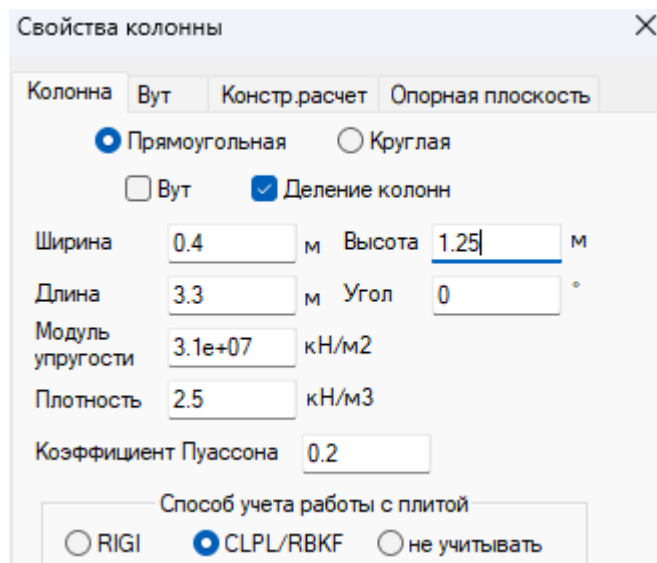 Свойства колонны
Колонна Вут Констр.расчет Опорная плоскость
Прямоугольная Круглая
Вут Деление колонн
Ширина 0.4 м Высота 1.25 м
Длина 3.3 м Угол 0 °
Модуль
упругости 3.1e+07 кН/м2
Плотность 2.5 кН/м3
Коэффициент Пуассона 0.2
Способ учета работы с плитой
RIGI CLPL/RBKF не учитывать